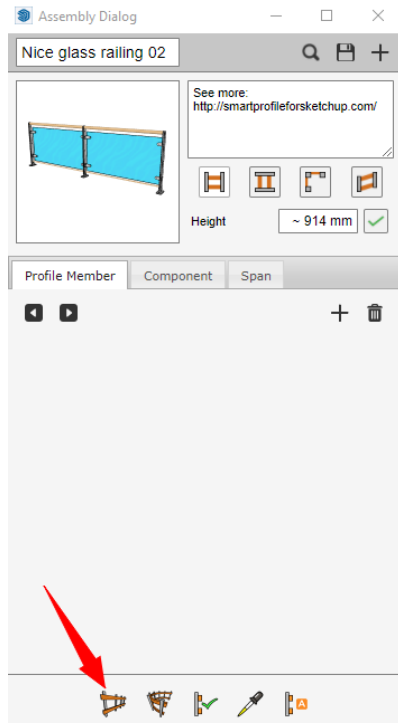 Assembly Dialog
Nice glass railing 02
See more:
http://smartprofileforsketchup.com/
Height
~ 914 mm
Profile Member
Component
Span
A